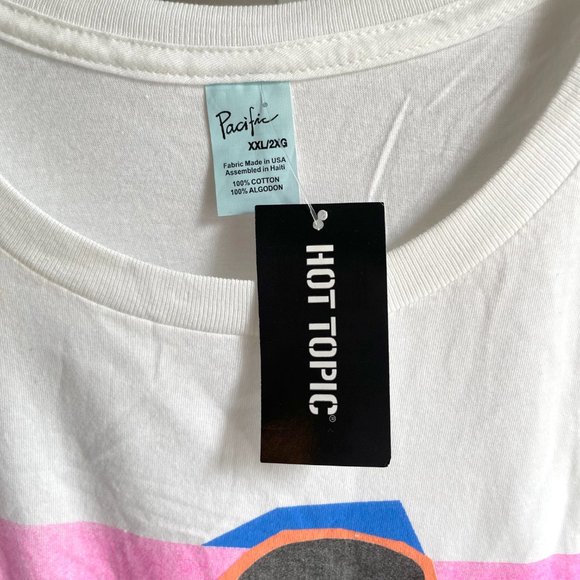 Pacific®
XXL/2XG
Fabric Made in USA
Assembled in Haiti
100% COTTON
100% ALGODON
HOT TOPIC®